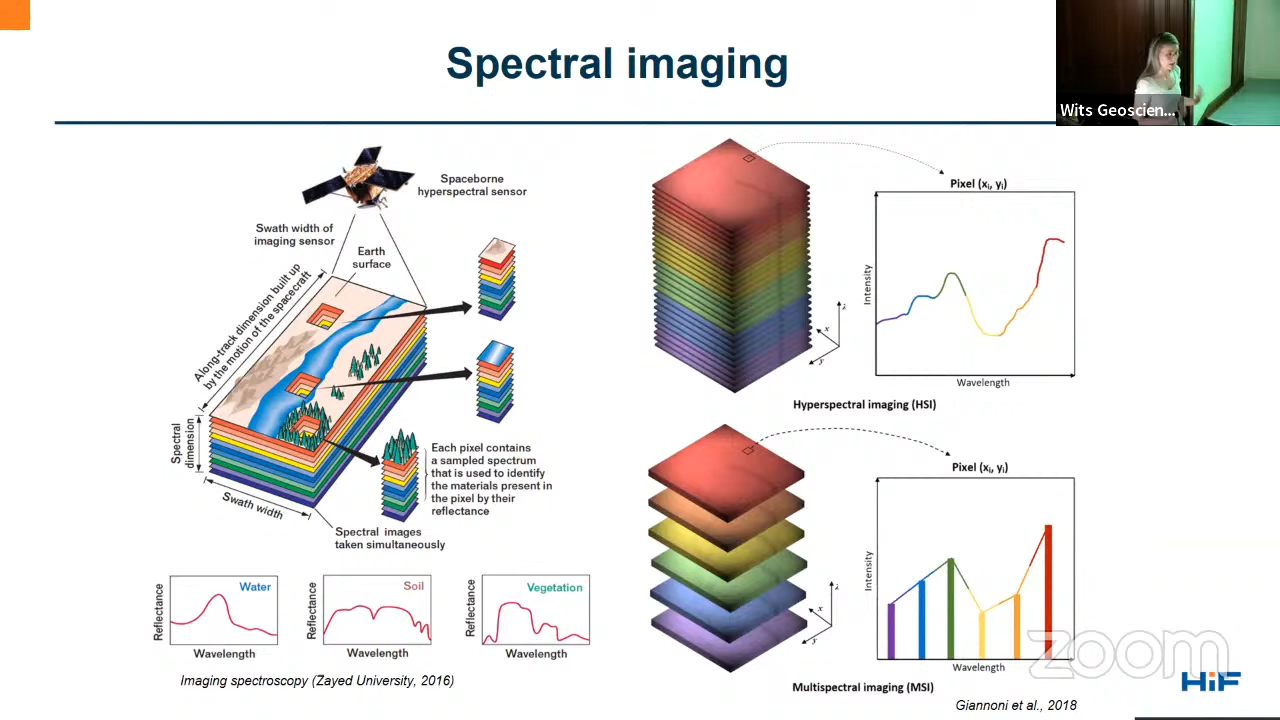 Spectral imaging
Wits Geoscien...
Spaceborne
hyperspectral sensor
Swath width of
imaging sensor
Earth
surface
Along-track dimension built up
by the motion of the spacecraft
Spectral
dimension
Swath width
Each pixel contains
a sampled spectrum
that is used to identify
the materials present in
the pixel by their
reflectance
Spectral images
taken simultaneously
Reflectance
Water
Wavelength
Reflectance
Soil
Wavelength
Reflectance
Vegetation
Wavelength
Imaging spectroscopy (Zayed University, 2016)
λ
x
y
Pixel (xi, yi)
Intensity
Wavelength
Hyperspectral imaging (HSI)
λ
x
y
Pixel (xi, yi)
Intensity
Wavelength
Multispectral imaging (MSI)
Giannoni et al., 2018
zoom
HiF